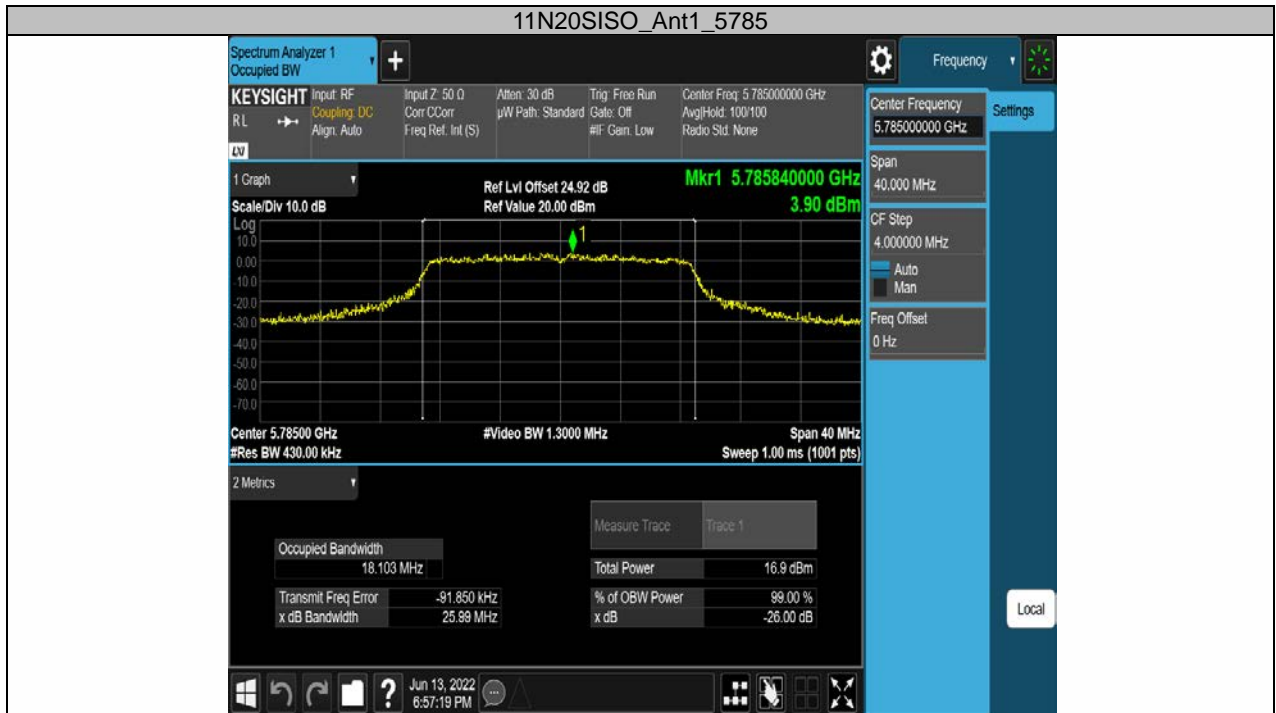 11N20SISO_Ant1_5785
Spectrum Analyzer 1
Occupied BW
Frequency
KEYSIGHT
RL
LXI
Input: RF
Coupling: DC
Align: Auto
Input Z: 50 Ω
Corr CCorr
Freq Ref: Int (S)
Atten: 30 dB
µW Path: Standard
Trig: Free Run
Gate: Off
#IF Gain: Low
Center Freq: 5.785000000 GHz
Avg|Hold: 100/100
Radio Std: None
Center Frequency
5.785000000 GHz
Settings
Span
40.000 MHz
CF Step
4.000000 MHz
Auto
Man
Freq Offset
0 Hz
Local
1 Graph
Scale/Div 10.0 dB
Ref Lvl Offset 24.92 dB
Ref Value 20.00 dBm
Mkr1 5.785840000 GHz
3.90 dBm
Log
10.0
0.00
-10.0
-20.0
-30.0
-40.0
-50.0
-60.0
-70.0
1
Center 5.78500 GHz
#Res BW 430.00 kHz
#Video BW 1.3000 MHz
Span 40 MHz
Sweep 1.00 ms (1001 pts)
2 Metrics
Measure Trace Trace 1
Occupied Bandwidth
18.103 MHz
Total Power 16.9 dBm
Transmit Freq Error -91.850 kHz
% of OBW Power 99.00 %
x dB Bandwidth 25.99 MHz
x dB -26.00 dB
Jun 13, 2022
6:57:19 PM